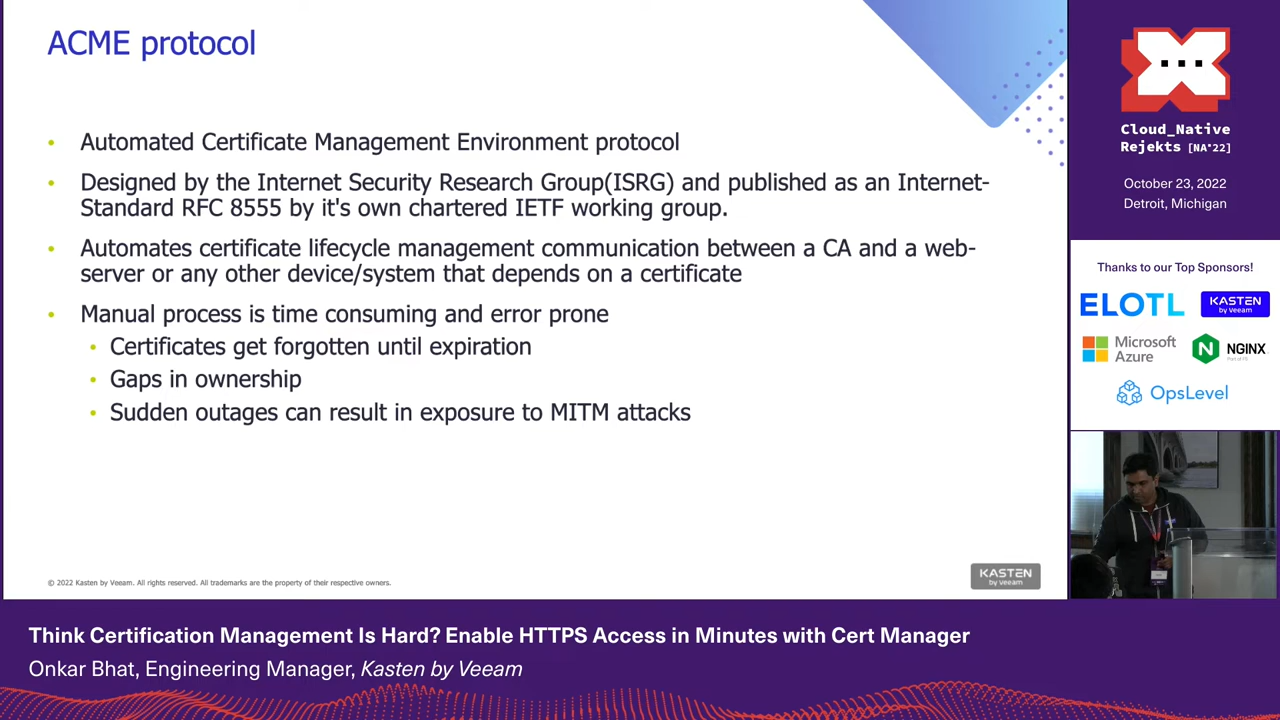 ACME protocol
• Automated Certificate Management Environment protocol
• Designed by the Internet Security Research Group(ISRG) and published as an Internet-
Standard RFC 8555 by it's own chartered IETF working group.
• Automates certificate lifecycle management communication between a CA and a web-
server or any other device/system that depends on a certificate
• Manual process is time consuming and error prone
• Certificates get forgotten until expiration
• Gaps in ownership
• Sudden outages can result in exposure to MITM attacks
© 2022 Kasten by Veeam. All rights reserved. All trademarks are the property of their respective owners.
KASTEN
by Veeam
Cloud_Native
Rejekts [NA'22]
October 23, 2022
Detroit, Michigan
Thanks to our Top Sponsors!
ELOTL
KASTEN
by Veeam
Microsoft
Azure
NGINX
Part of F5
OpsLevel
Think Certification Management Is Hard? Enable HTTPS Access in Minutes with Cert Manager
Onkar Bhat, Engineering Manager, Kasten by Veeam